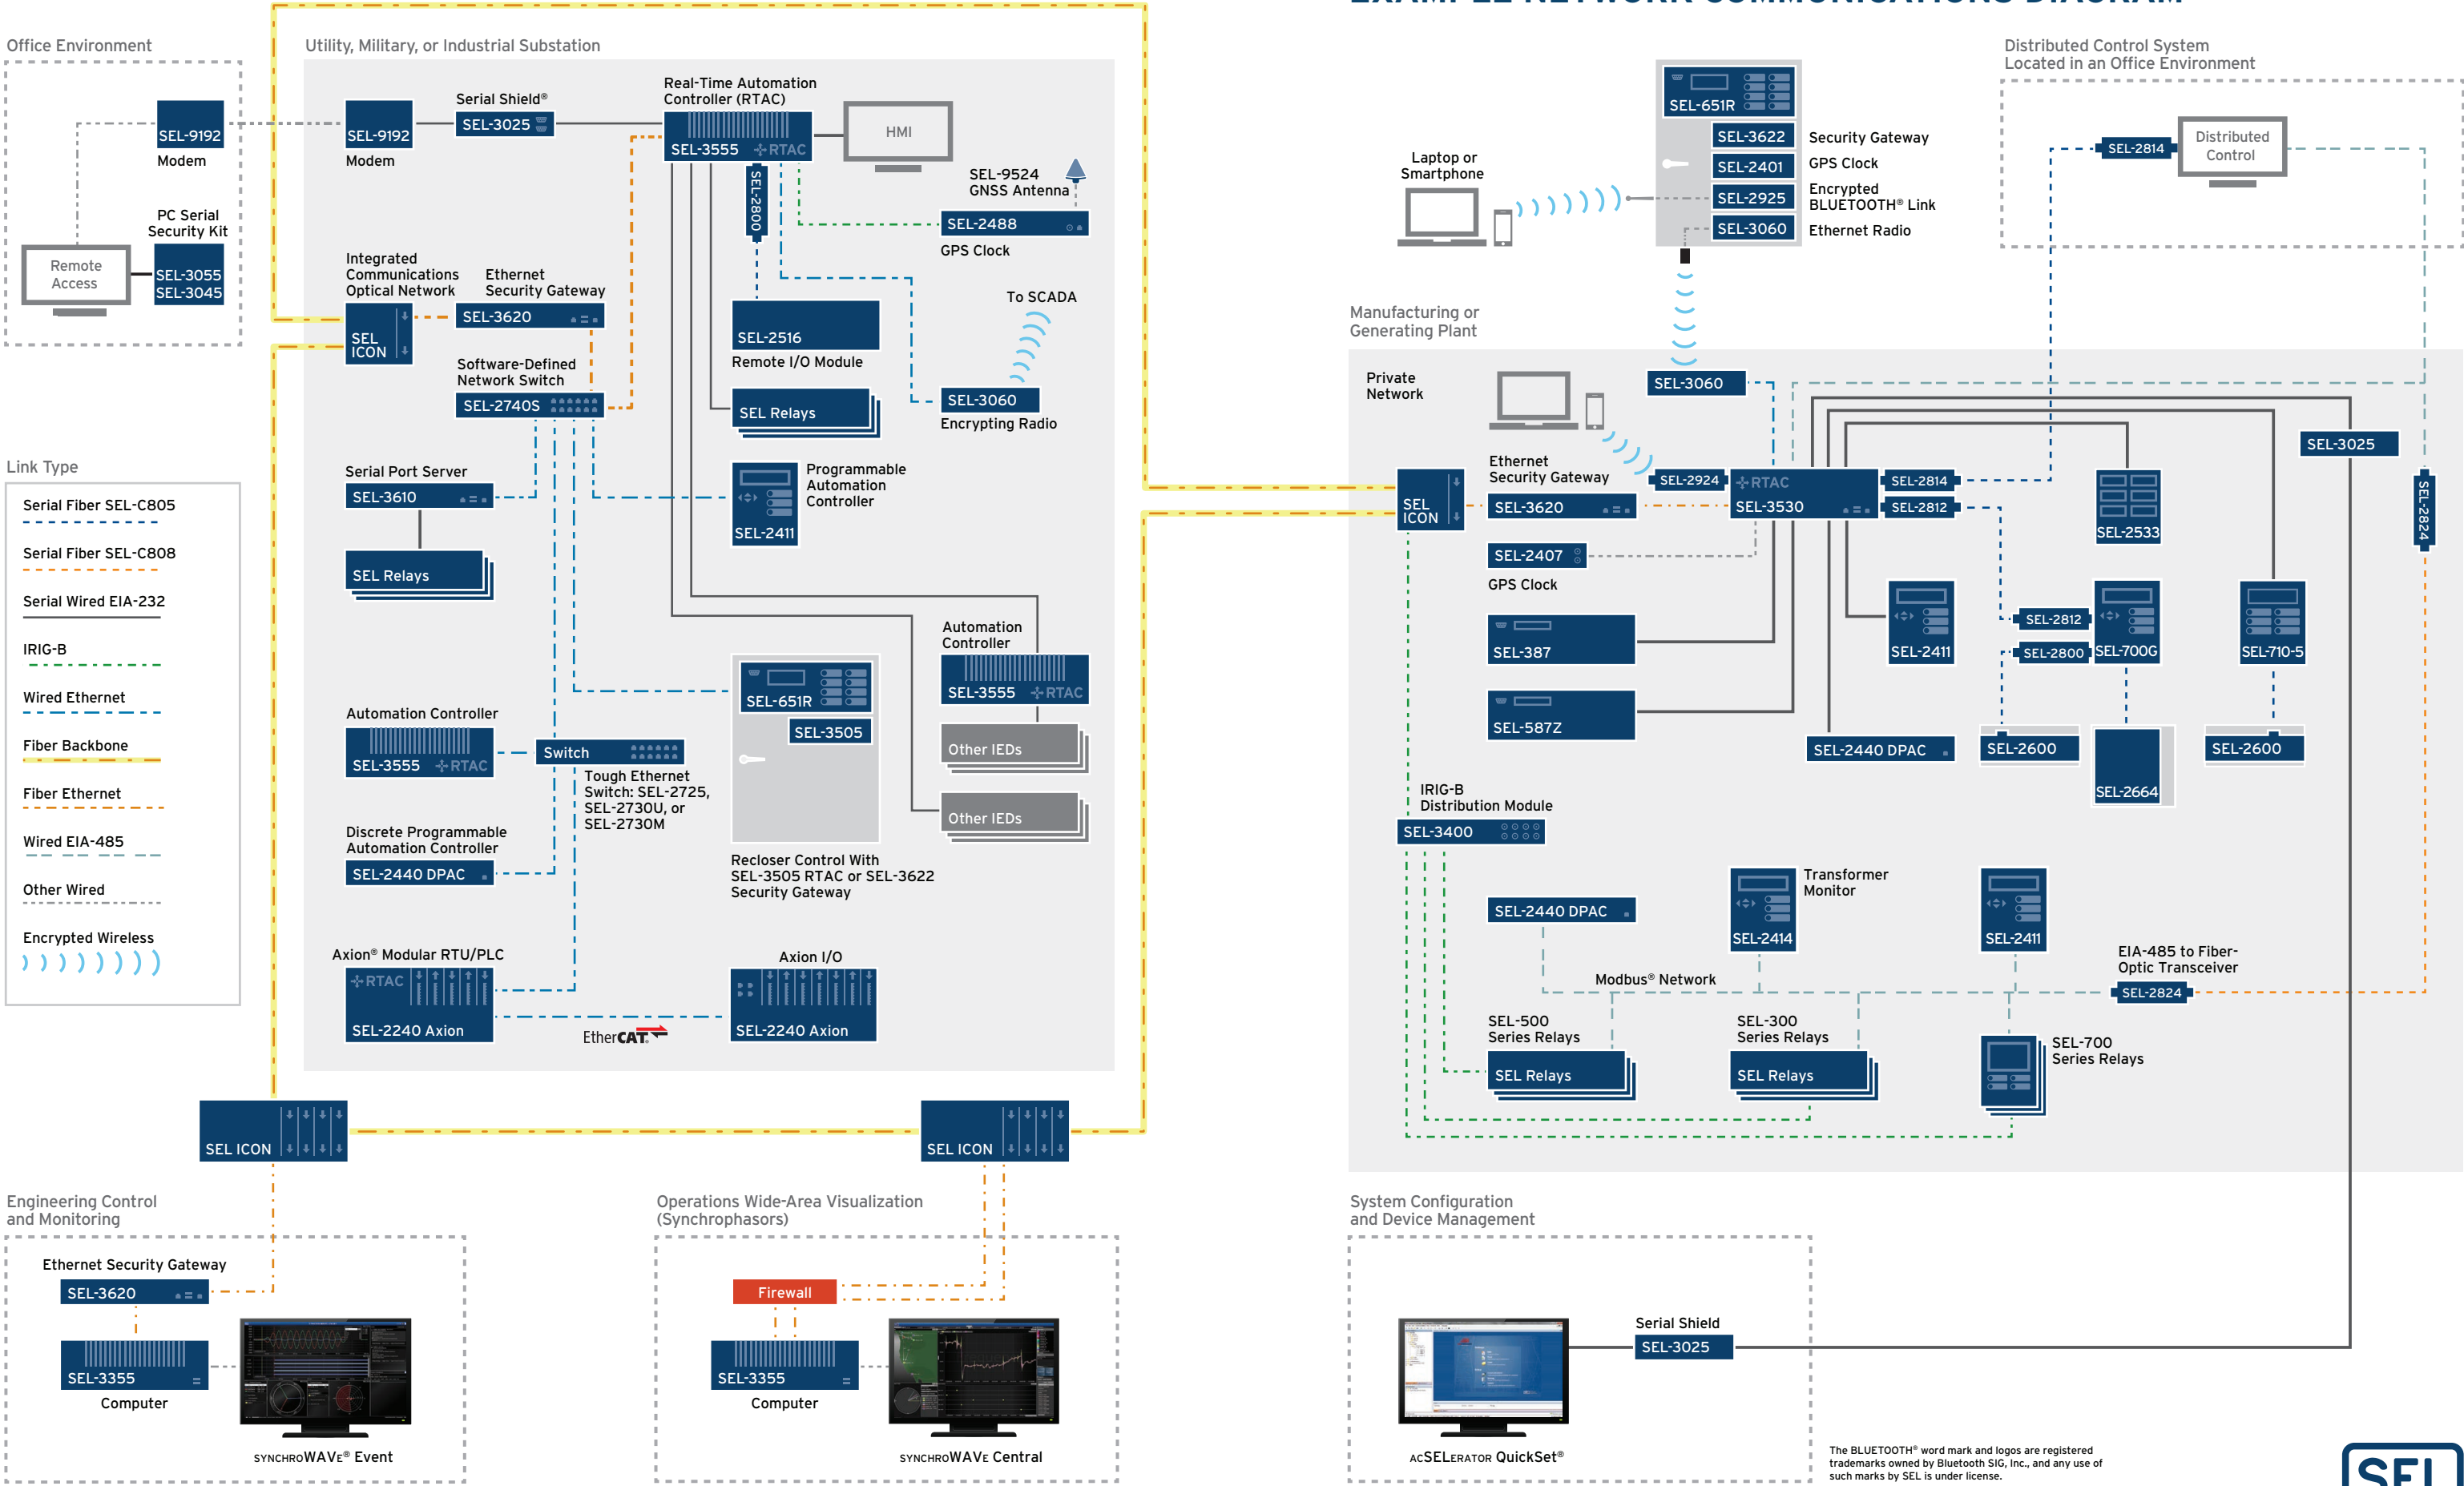 EXAMPLE NETWORK COMMUNICATIONS DIAGRAM
Office Environment
SEL-9192
Modem
PC Serial
Security Kit
Remote
Access
SEL-3055
SEL-3045
Link Type
Serial Fiber SEL-C805
Serial Fiber SEL-C808
Serial Wired EIA-232
IRIG-B
Wired Ethernet
Fiber Backbone
Fiber Ethernet
Wired EIA-485
Other Wired
Encrypted Wireless
Utility, Military, or Industrial Substation
SEL-9192
Modem
Serial Shield®
SEL-3025
Real-Time Automation
Controller (RTAC)
SEL-3555 RTAC
HMI
SEL-2800
SEL-9524
GNSS Antenna
SEL-2488
GPS Clock
Integrated
Communications
Optical Network
SEL
ICON
Ethernet
Security Gateway
SEL-3620
Software-Defined
Network Switch
SEL-2740S
SEL-2516
Remote I/O Module
To SCADA
SEL-3060
Encrypting Radio
SEL Relays
Serial Port Server
SEL-3610
SEL Relays
SEL-2411
Programmable
Automation
Controller
Automation
Controller
SEL-3555 RTAC
Other IEDs
Other IEDs
SEL-651R
SEL-3505
Recloser Control With
SEL-3505 RTAC or SEL-3622
Security Gateway
Automation Controller
SEL-3555 RTAC
Switch
Tough Ethernet
Switch: SEL-2725,
SEL-2730U, or
SEL-2730M
Discrete Programmable
Automation Controller
SEL-2440 DPAC
Axion® Modular RTU/PLC
RTAC
SEL-2240 Axion
EtherCAT®
Axion I/O
SEL-2240 Axion
SEL ICON
SEL ICON
Engineering Control
and Monitoring
Ethernet Security Gateway
SEL-3620
SEL-3355
Computer
SYNCHROWAVE® Event
Operations Wide-Area Visualization
(Synchrophasors)
Firewall
SEL-3355
Computer
SYNCHROWAVE Central
Laptop or
Smartphone
SEL-651R
SEL-3622
Security Gateway
SEL-2401
GPS Clock
SEL-2925
Encrypted
BLUETOOTH® Link
SEL-3060
Ethernet Radio
Distributed Control System
Located in an Office Environment
SEL-2814
Distributed
Control
Manufacturing or
Generating Plant
Private
Network
SEL-3060
SEL-3025
SEL
ICON
Ethernet
Security Gateway
SEL-3620
SEL-2924
RTAC
SEL-3530
SEL-2814
SEL-2812
SEL-2533
SEL-2824
SEL-2407
GPS Clock
SEL-387
SEL-587Z
SEL-2411
SEL-2812
SEL-2800
SEL-700G
SEL-710-5
SEL-2440 DPAC
SEL-2600
SEL-2664
SEL-2600
IRIG-B
Distribution Module
SEL-3400
SEL-2440 DPAC
SEL-2414
Transformer
Monitor
SEL-2411
EIA-485 to Fiber-
Optic Transceiver
SEL-2824
Modbus® Network
SEL-500
Series Relays
SEL Relays
SEL-300
Series Relays
SEL Relays
SEL-700
Series Relays
System Configuration
and Device Management
Serial Shield
SEL-3025
ACSELERATOR QuickSet®
The BLUETOOTH® word mark and logos are registered
trademarks owned by Bluetooth SIG, Inc., and any use of
such marks by SEL is under license.
SEL